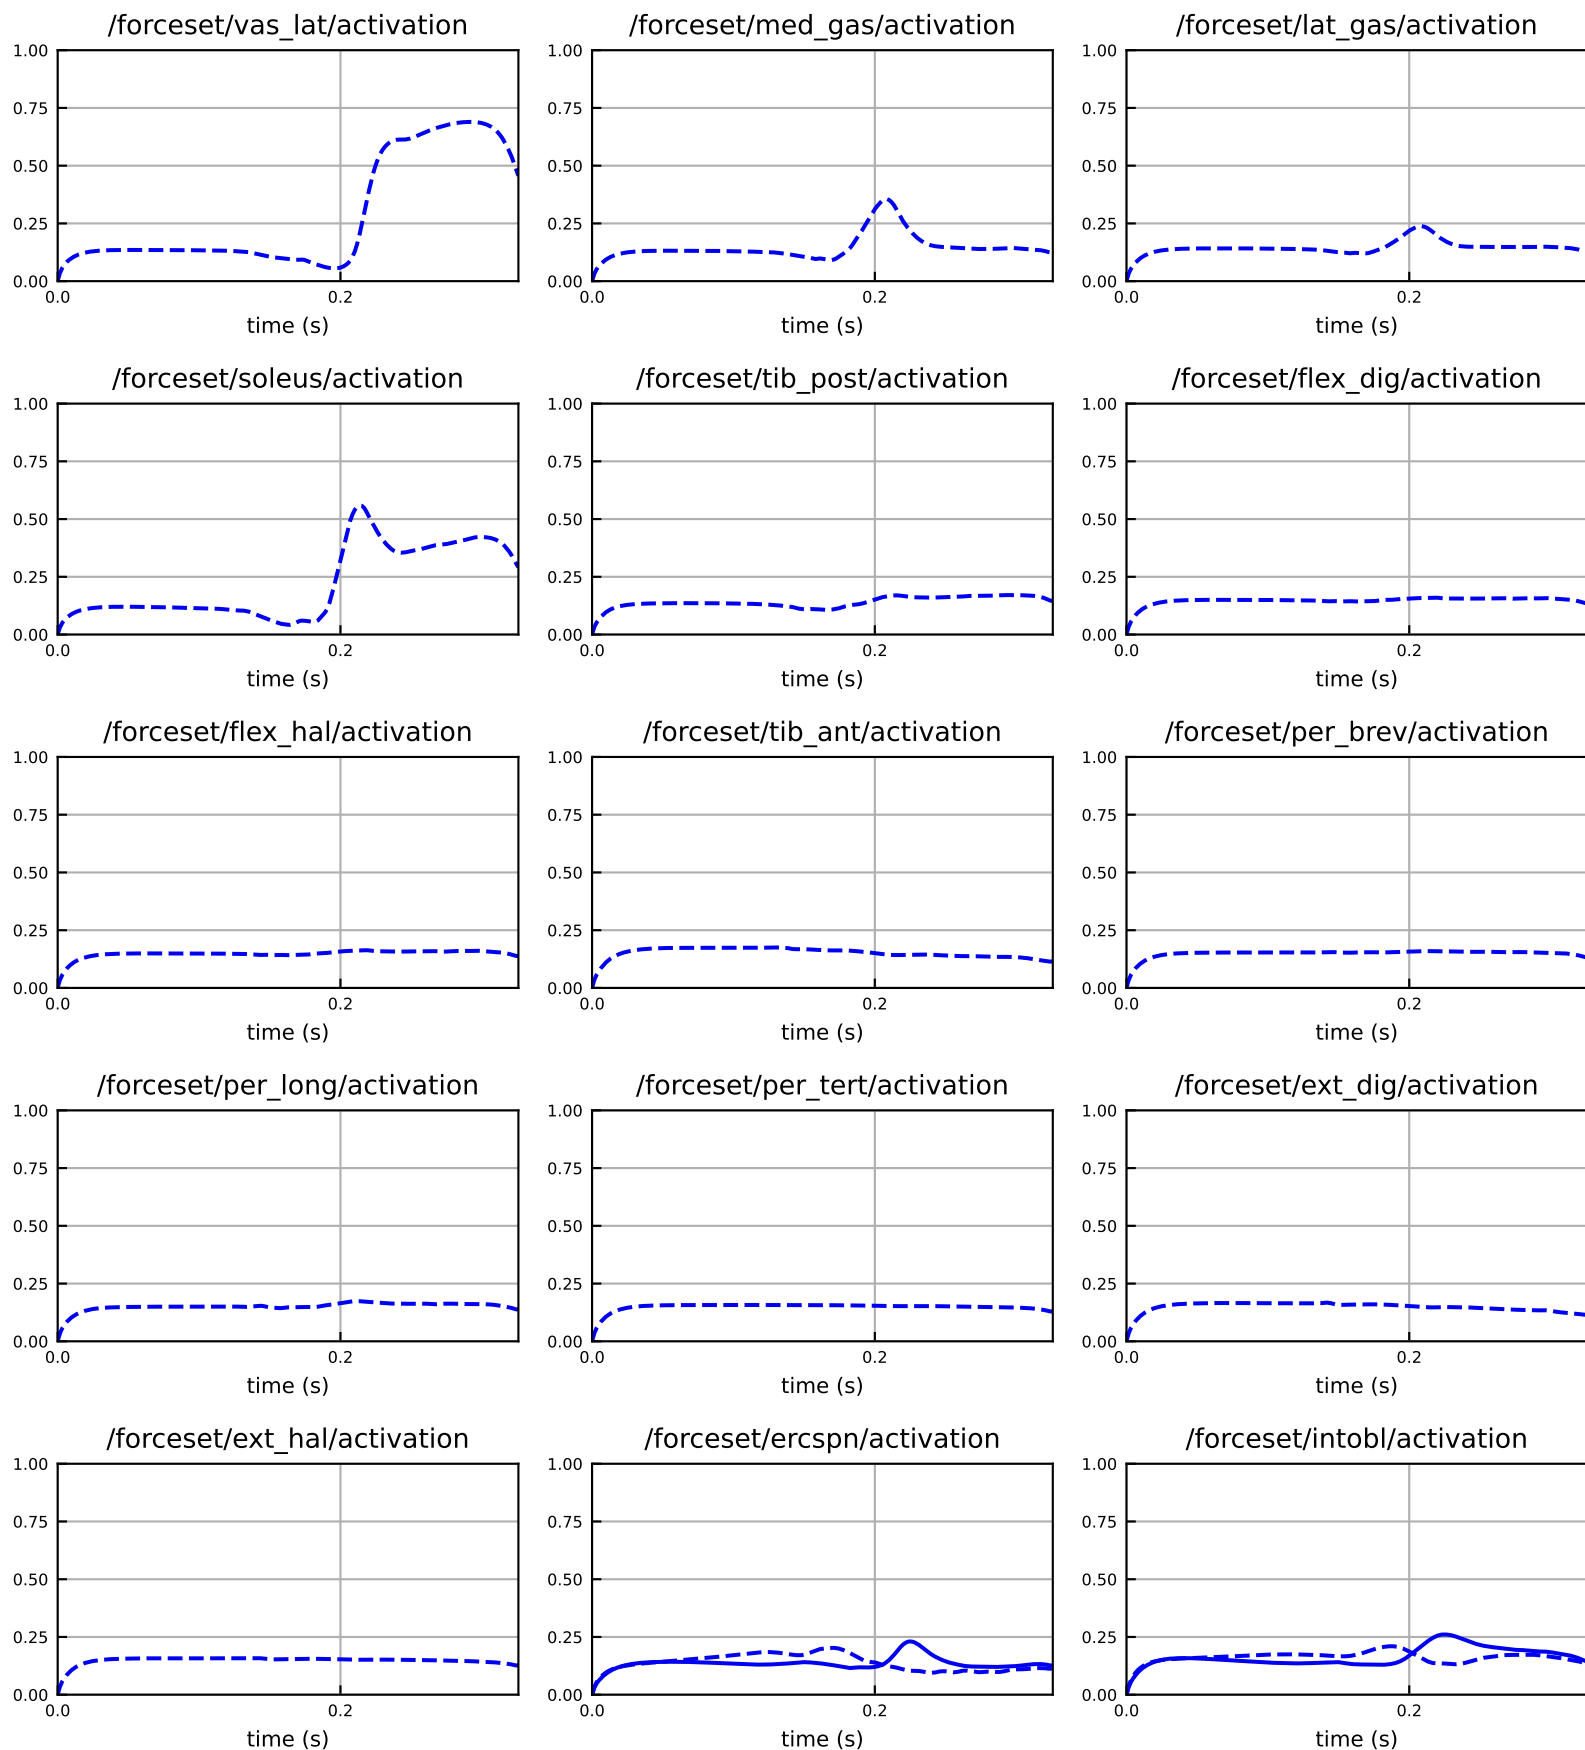 /forceset/vas_lat/activation /forceset/med_gas/activation /forceset/lat_gas/activation
1.00 1.00 1.00
0.75 0.75 0.75
0.50 0.50 0.50
0.25 0.25 0.25
0.00 0.00 0.00
0.0 0.2 0.0 0.2 0.0 0.2
time (s) time (s) time (s)
/forceset/soleus/activation /forceset/tib_post/activation /forceset/flex_dig/activation
1.00 1.00 1.00
0.75 0.75 0.75
0.50 0.50 0.50
0.25 0.25 0.25
0.00 0.00 0.00
0.0 0.2 0.0 0.2 0.0 0.2
time (s) time (s) time (s)
/forceset/flex_hal/activation /forceset/tib_ant/activation /forceset/per_brev/activation
1.00 1.00 1.00
0.75 0.75 0.75
0.50 0.50 0.50
0.25 0.25 0.25
0.00 0.00 0.00
0.0 0.2 0.0 0.2 0.0 0.2
time (s) time (s) time (s)
/forceset/per_long/activation /forceset/per_tert/activation /forceset/ext_dig/activation
1.00 1.00 1.00
0.75 0.75 0.75
0.50 0.50 0.50
0.25 0.25 0.25
0.00 0.00 0.00
0.0 0.2 0.0 0.2 0.0 0.2
time (s) time (s) time (s)
/forceset/ext_hal/activation /forceset/ercspn/activation /forceset/intobl/activation
1.00 1.00 1.00
0.75 0.75 0.75
0.50 0.50 0.50
0.25 0.25 0.25
0.00 0.00 0.00
0.0 0.2 0.0 0.2 0.0 0.2
time (s) time (s) time (s)